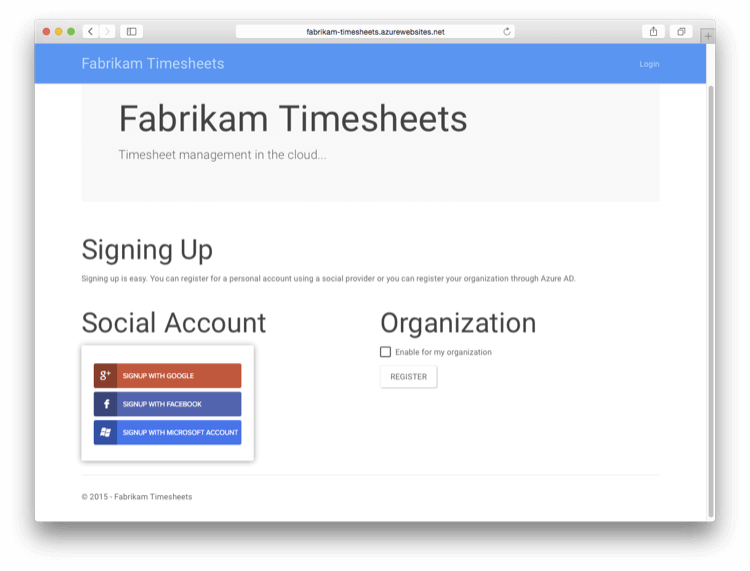 fabrikam-timesheets.azurewebsites.net
Fabrikam Timesheets
Login
Fabrikam Timesheets
Timesheet management in the cloud...
Signing Up
Signing up is easy. You can register for a personal account using a social provider or you can register your organization through Azure AD.
Social Account
g+ SIGNUP WITH GOOGLE
f SIGNUP WITH FACEBOOK
SIGNUP WITH MICROSOFT ACCOUNT
Organization
Enable for my organization
REGISTER
© 2015 - Fabrikam Timesheets